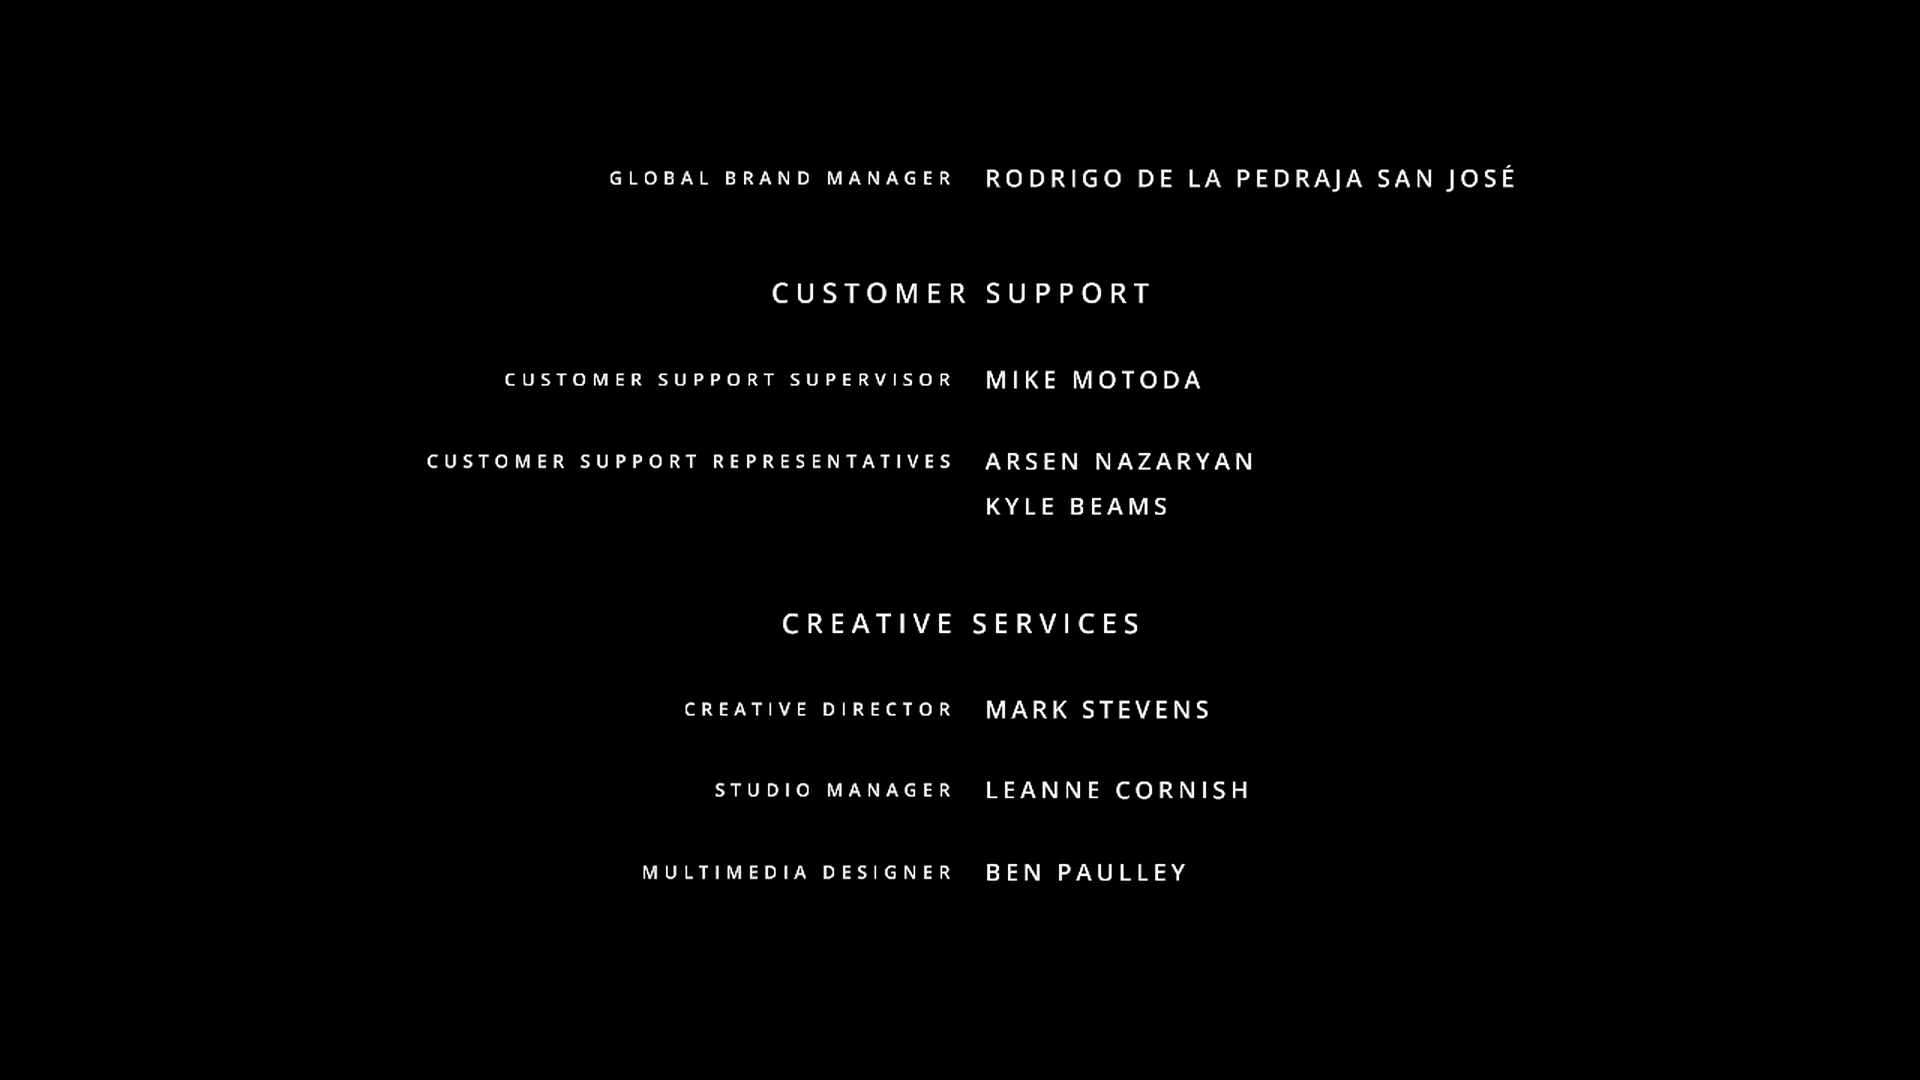 GLOBAL BRAND MANAGER RODRIGO DE LA PEDRAJA SAN JOSÉ
CUSTOMER SUPPORT
CUSTOMER SUPPORT SUPERVISOR MIKE MOTODA
CUSTOMER SUPPORT REPRESENTATIVES ARSEN NAZARYAN
KYLE BEAMS
CREATIVE SERVICES
CREATIVE DIRECTOR MARK STEVENS
STUDIO MANAGER LEANNE CORNISH
MULTIMEDIA DESIGNER BEN PAULLEY